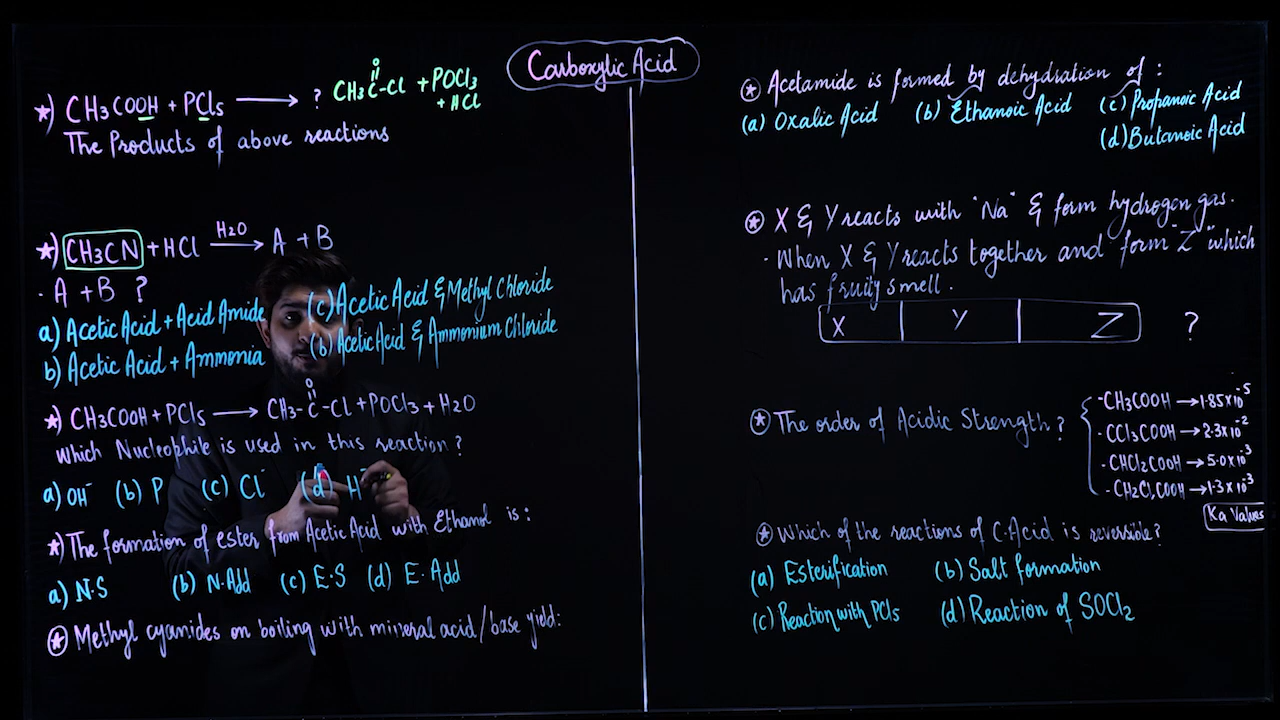 Carboxylic Acid
*) CH3COOH + PCl5 → ? CH3-C-Cl + POCl3
O
+ HCl
The Products of above reactions
*) CH3CN + HCl H2O → A + B
· A + B ?
a) Acetic Acid + Acid Amide
(c) Acetic Acid & Methyl Chloride
b) Acetic Acid + Ammonia
(b) Acetic Acid & Ammonium Chloride
*) CH3COOH + PCl5 → CH3-C-Cl + POCl3 + H2O
O
Which Nucleophile is used in this reaction?
a) OH⁻ (b) P (c) Cl⁻ (d) H⁻
*) The formation of ester from Acetic Acid with Ethanol is:
a) N.S (b) N.Add (c) E.S (d) E.Add
* Methyl cyanides on boiling with mineral acid/base yield:
* Acetamide is formed by dehydration of:
(a) Oxalic Acid (b) Ethanoic Acid (c) Propanoic Acid
(d) Butanoic Acid
* X & Y reacts with "Na" & form hydrogen gas.
· When X & Y reacts together and form "Z" which
has fruity smell.
X Y Z ?
* The order of Acidic Strength?
-CH3COOH → 1.85×10⁻⁵
-CCl3COOH → 2.3×10⁻²
-CHCl2COOH → 5.0×10⁻³
-CH2Cl,COOH → 1.3×10⁻³
Ka Values
* Which of the reactions of C.Acid is reversible?
(a) Esterification (b) Salt formation
(c) Reaction with PCl5 (d) Reaction of SOCl2